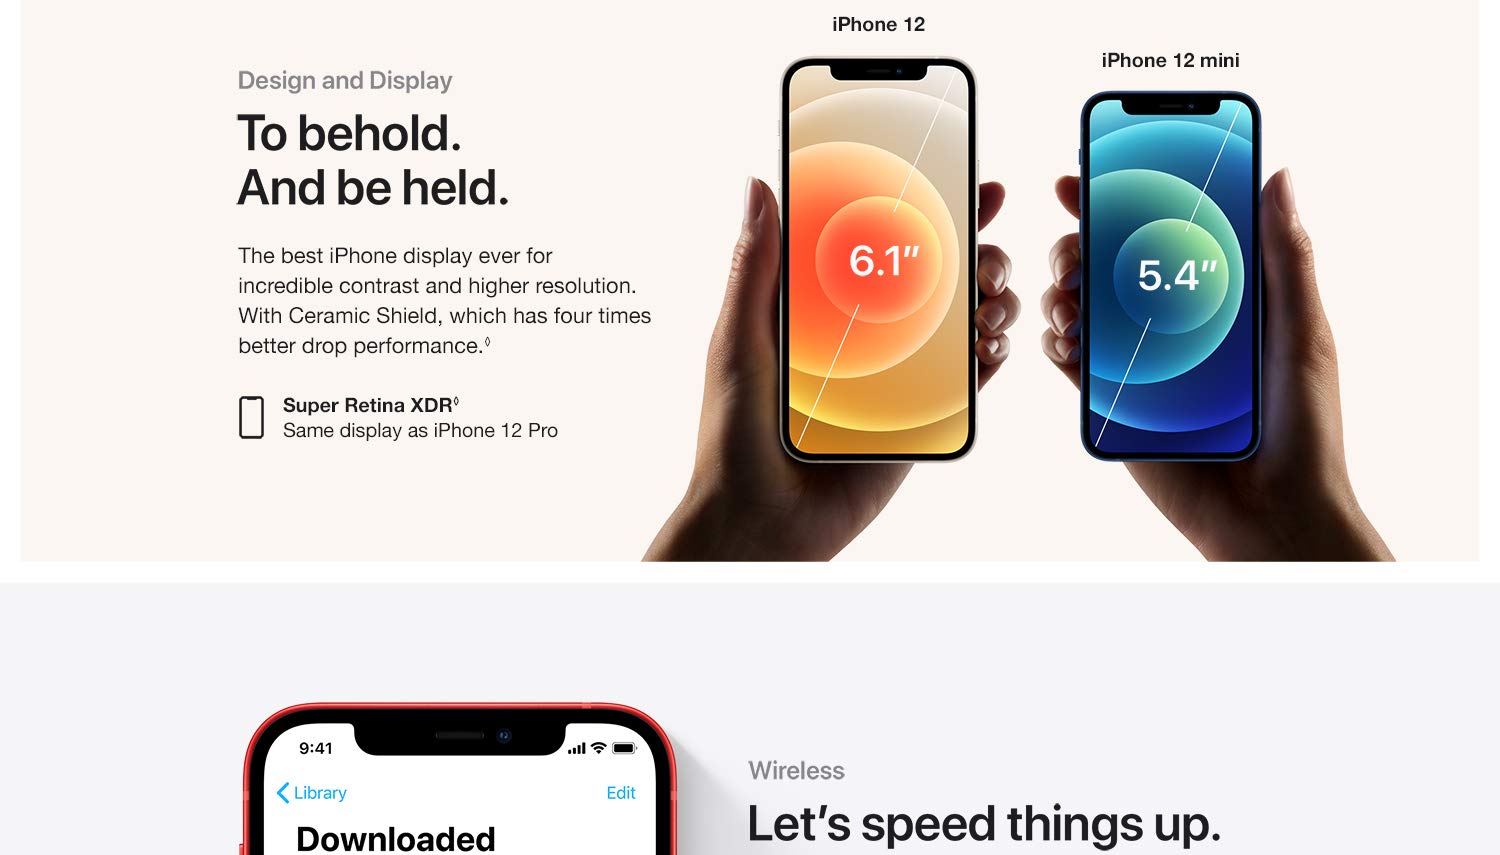 iPhone 12
iPhone 12 mini
Design and Display
To behold.
And be held.
The best iPhone display ever for
incredible contrast and higher resolution.
With Ceramic Shield, which has four times
better drop performance.◊
Super Retina XDR◊
Same display as iPhone 12 Pro
6.1″
5.4″
9:41
Library
Edit
Downloaded
Wireless
Let’s speed things up.